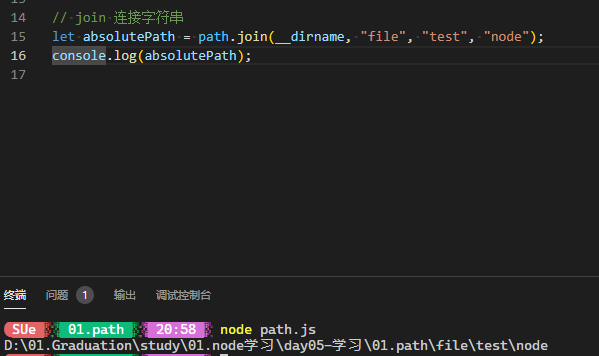 14 // join 连接字符串
15 let absolutePath = path.join(__dirname, "file", "test", "node");
16 console.log(absolutePath);
17
终端 问题 1 输出 调试控制台
SUe 01.path 20:58 node path.js
D:\01.Graduation\study\01.node学习\day05-学习\01.path\file\test\node